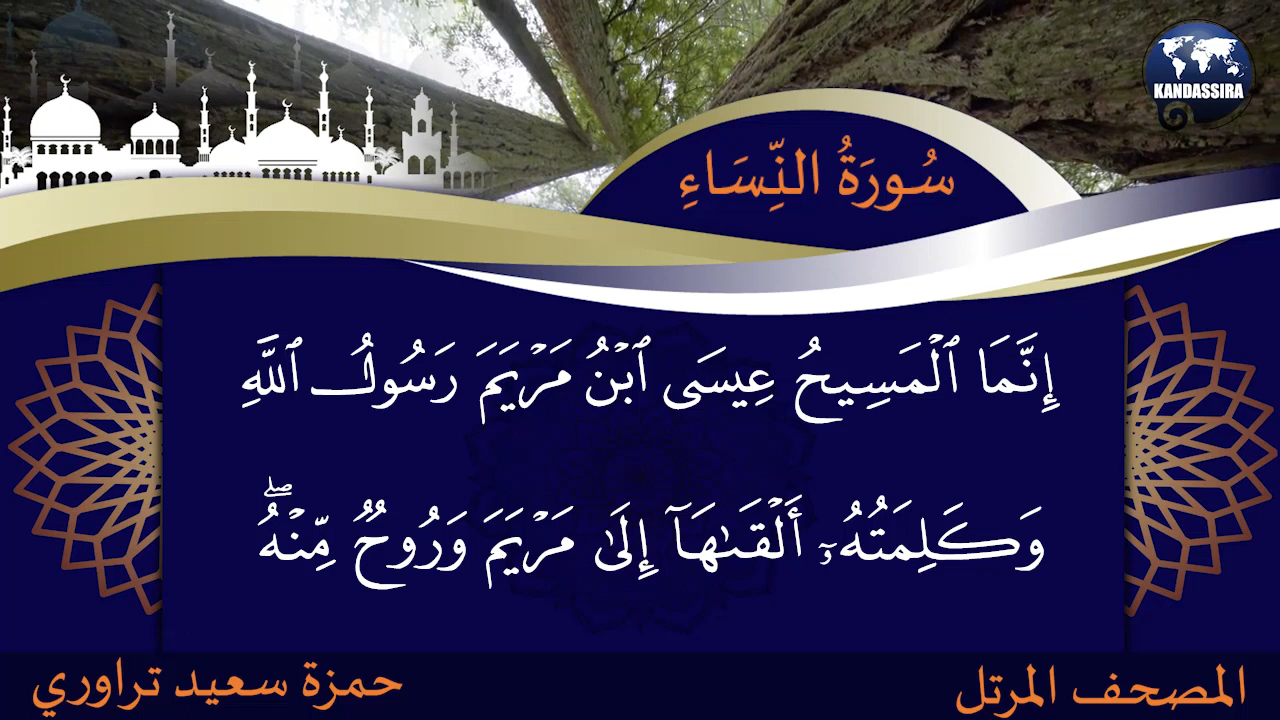 KANDASSIRA
سُورَةُ النِّسَاءِ
إِنَّمَا ٱلْمَسِيحُ عِيسَى ٱبْنُ مَرْيَمَ رَسُولُ ٱللَّهِ
وَكَلِمَتُهُۥٓ أَلْقَىٰهَآ إِلَىٰ مَرْيَمَ وَرُوحٌ مِّنْهُ ۖ
المصحف المرتل
حمزة سعيد تراوري